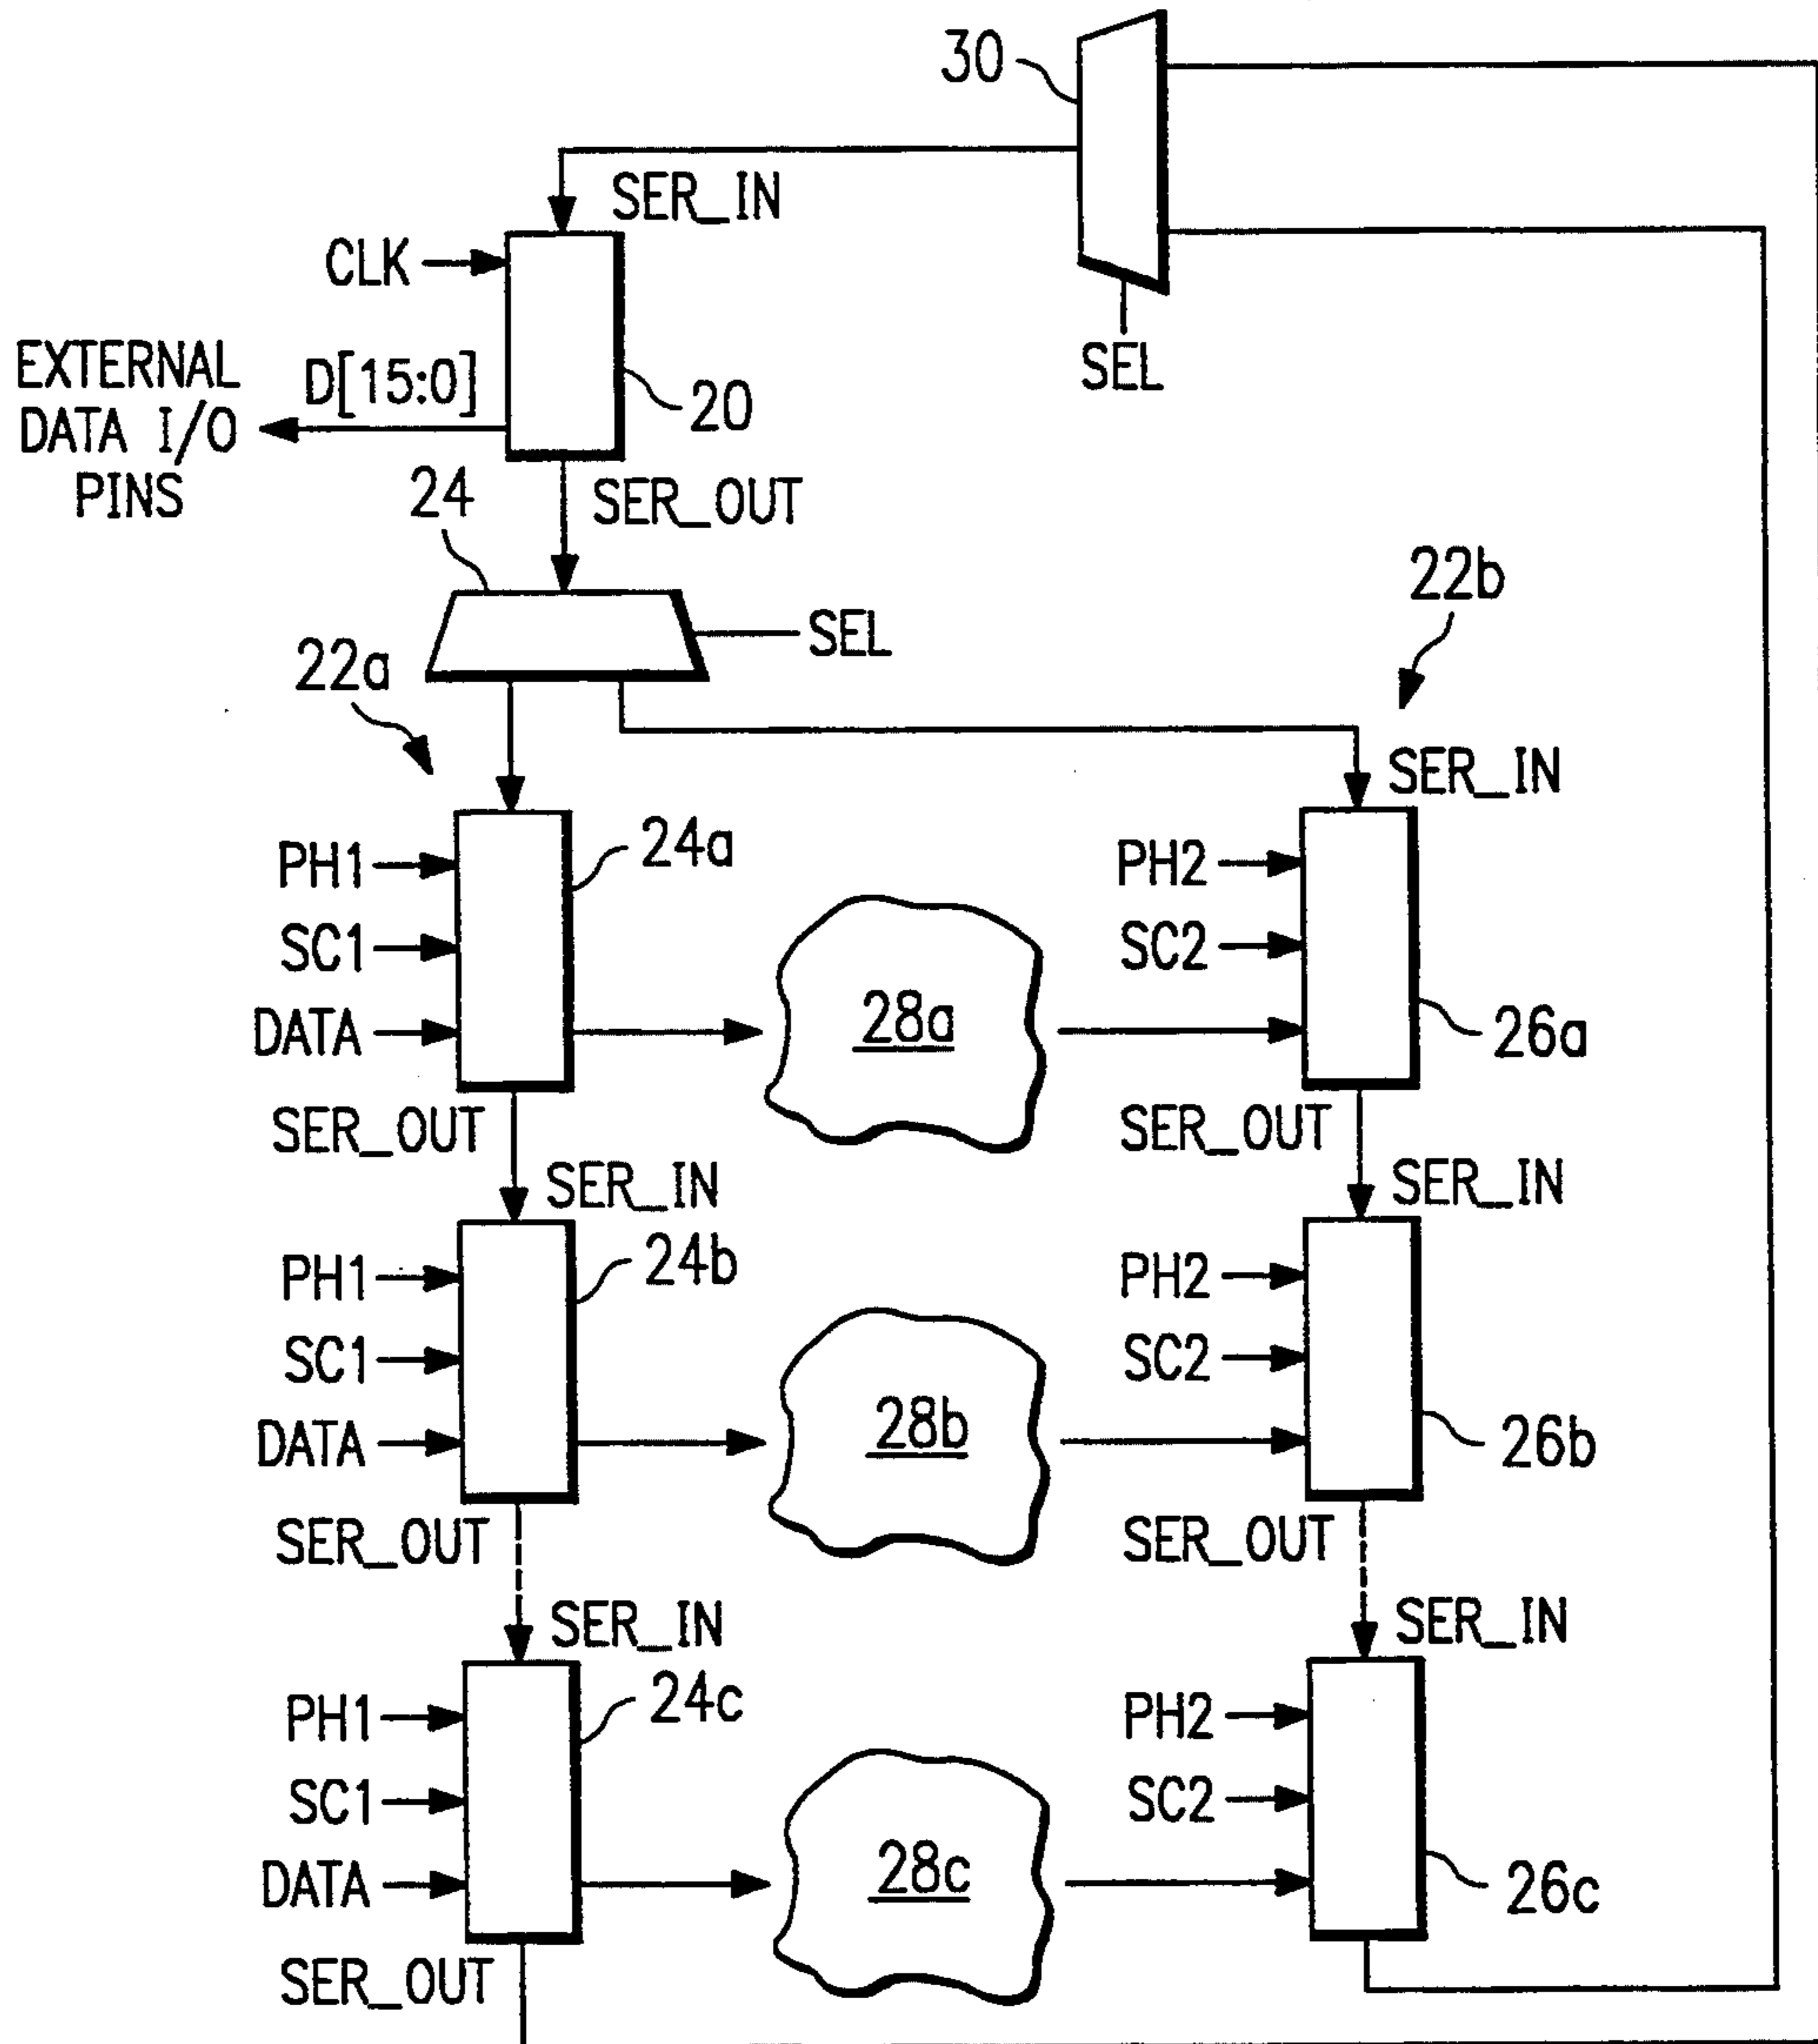 30
SER_IN
CLK
SEL
EXTERNAL
DATA I/O
PINS
D[15:0]
20
24
SER_OUT
22b
SEL
22a
SER_IN
PH1
24a
PH2
SC1
SC2
28a
DATA
26a
SER_OUT
SER_OUT
SER_IN
SER_IN
PH1
24b
PH2
SC1
SC2
28b
DATA
26b
SER_OUT
SER_OUT
SER_IN
SER_IN
PH1
24c
PH2
SC1
SC2
28c
DATA
26c
SER_OUT